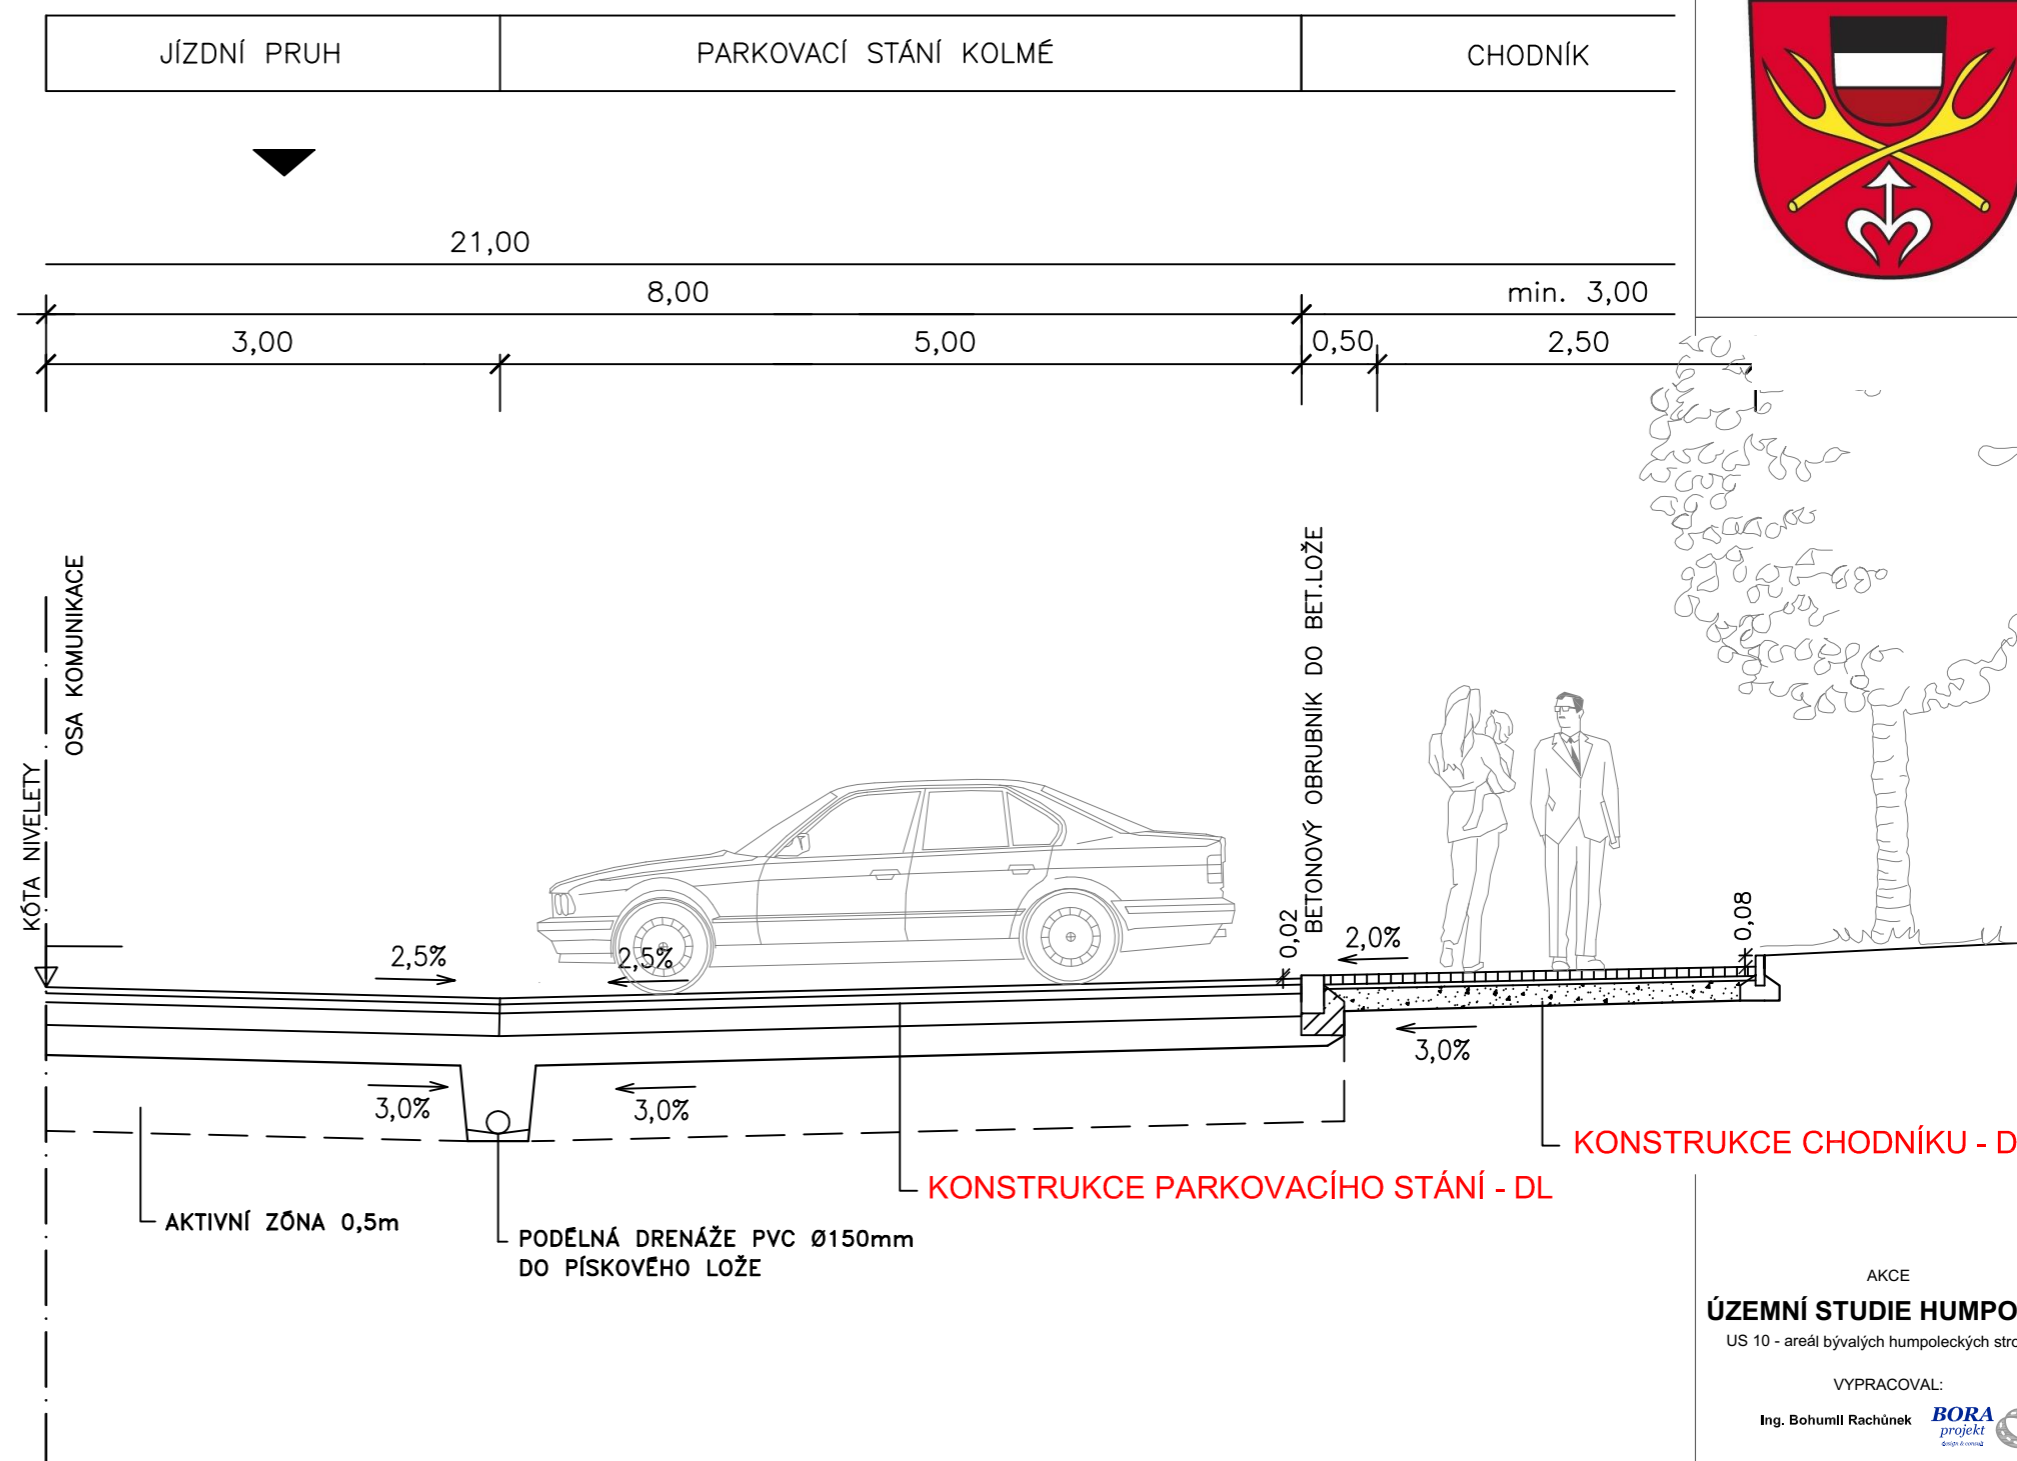 JÍZDNÍ PRUH
PARKOVACÍ STÁNÍ KOLMÉ
CHODNÍK
21,00
8,00
min. 3,00
3,00
5,00
0,50
2,50
KÓTA NIVELETY
OSA KOMUNIKACE
BETONOVÝ OBRUBNÍK DO BET.LOŽE
2,5%
2,5%
0,02
2,0%
0,08
3,0%
3,0%
3,0%
KONSTRUKCE CHODNÍKU - D
KONSTRUKCE PARKOVACÍHO STÁNÍ - DL
AKTIVNÍ ZÓNA 0,5m
PODÉLNÁ DRENÁŽE PVC Ø150mm
DO PÍSKOVÉHO LOŽE
AKCE
ÚZEMNÍ STUDIE HUMPO
US 10 - areál bývalých humpoleckých stro
VYPRACOVAL:
Ing. Bohumil Rachůnek
BORA
projekt
design & consult